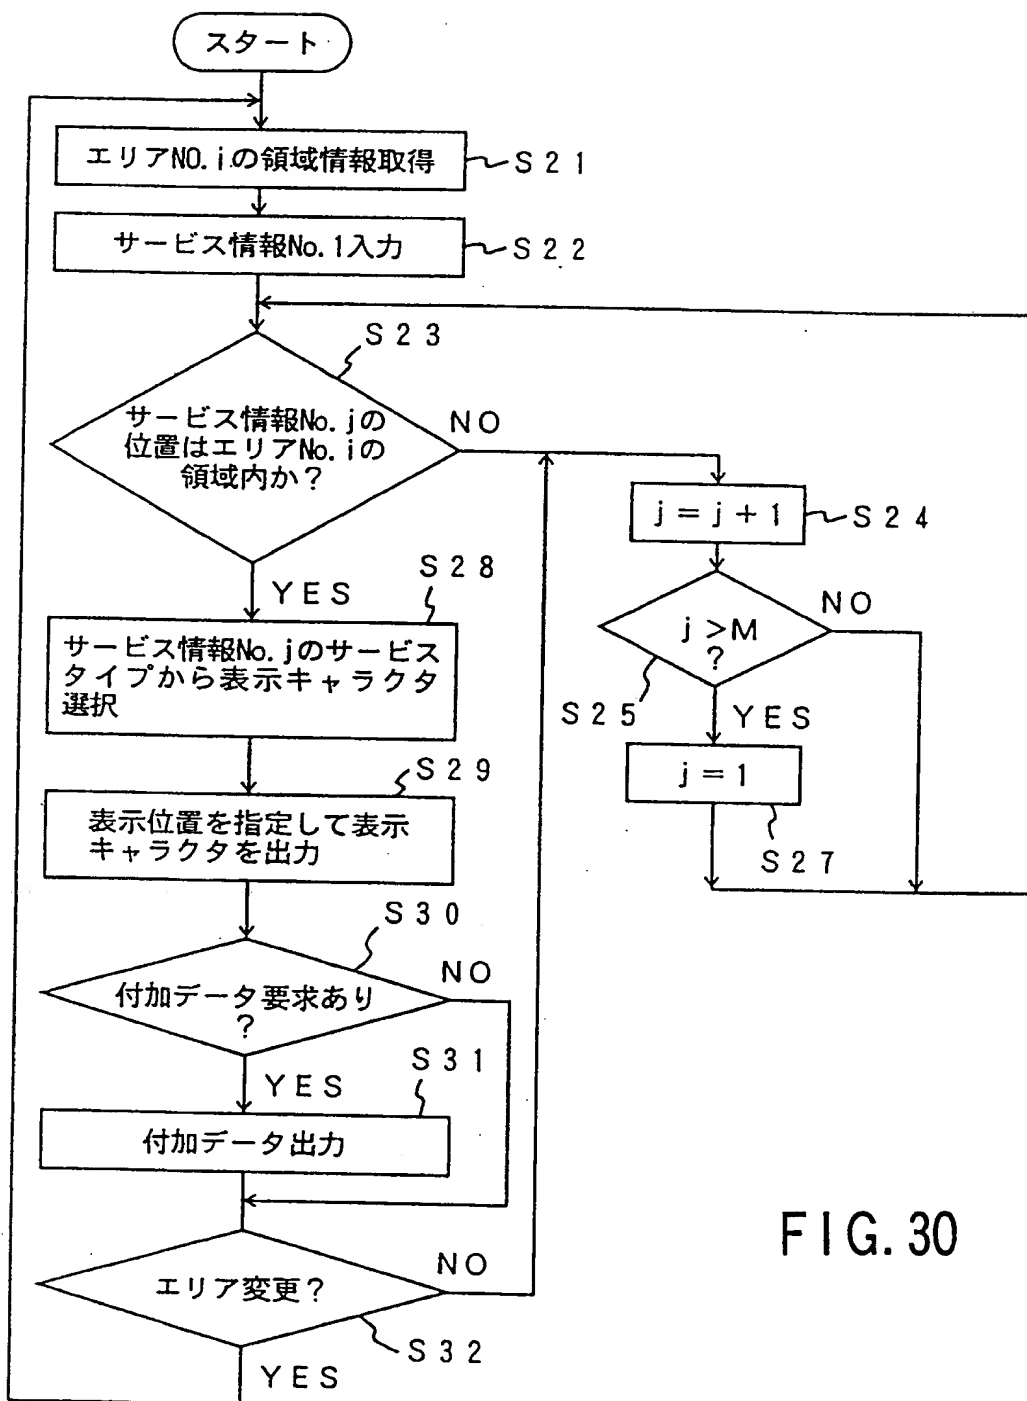 スタート
エリアNO.iの領域情報取得
S21
サービス情報No.1入力
S22
S23
サービス情報No.jの
位置はエリアNo.iの
領域内か?
NO
YES
j=j+1
S24
j>M
?
NO
S25
YES
j=1
S27
S28
サービス情報No.jのサービス
タイプから表示キャラクタ
選択
S29
表示位置を指定して表示
キャラクタを出力
S30
付加データ要求あり
?
NO
YES
S31
付加データ出力
エリア変更?
NO
S32
YES
FIG.30